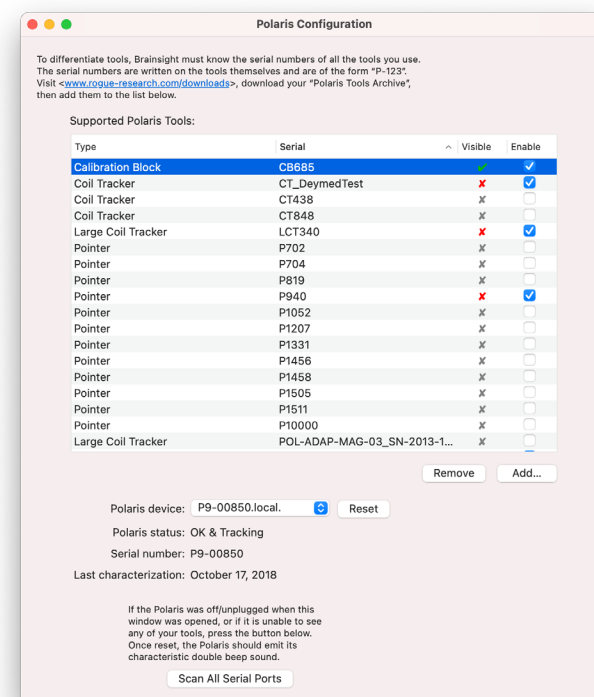 Polaris Configuration
To differentiate tools, Brainsight must know the serial numbers of all the tools you use.
The serial numbers are written on the tools themselves and are of the form "P-123".
Visit <www.rogue-research.com/downloads>, download your "Polaris Tools Archive",
then add them to the list below.
Supported Polaris Tools:
Type Serial Visible Enable
Calibration Block CB685
Coil Tracker CT_DeymedTest
Coil Tracker CT438
Coil Tracker CT848
Large Coil Tracker LCT340
Pointer P702
Pointer P704
Pointer P819
Pointer P940
Pointer P1052
Pointer P1207
Pointer P1331
Pointer P1456
Pointer P1458
Pointer P1505
Pointer P1511
Pointer P10000
Large Coil Tracker POL-ADAP-MAG-03_SN-2013-1...
Remove Add...
Polaris device: P9-00850.local. Reset
Polaris status: OK & Tracking
Serial number: P9-00850
Last characterization: October 17, 2018
If the Polaris was off/unplugged when this
window was opened, or if it is unable to see
any of your tools, press the button below.
Once reset, the Polaris should emit its
characteristic double beep sound.
Scan All Serial Ports